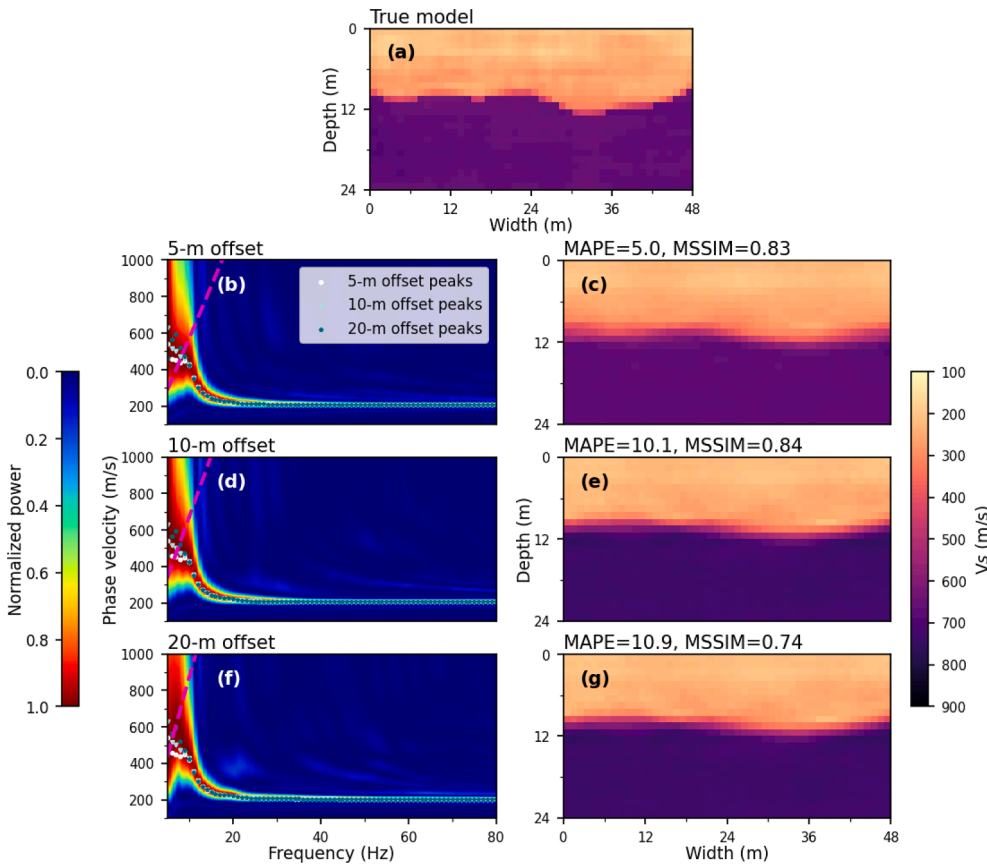 True model
(a)
0
12
24
Depth (m)
0
12
24
36
48
Width (m)
5-m offset
(b)
5-m offset peaks
10-m offset peaks
20-m offset peaks
1000
800
600
400
200
MAPE=5.0, MSSIM=0.83
(c)
0
12
24
10-m offset
(d)
1000
800
600
400
200
Phase velocity (m/s)
MAPE=10.1, MSSIM=0.84
(e)
0
12
24
Depth (m)
20-m offset
(f)
1000
800
600
400
200
20
40
60
80
Frequency (Hz)
MAPE=10.9, MSSIM=0.74
(g)
0
12
24
0
12
24
36
48
Width (m)
Normalized power
0.0
0.2
0.4
0.6
0.8
1.0
100
200
300
400
500
600
700
800
900
Vs (m/s)